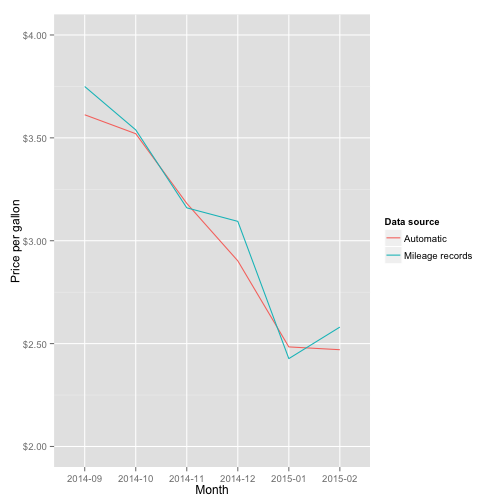 $4.00
$3.50
$3.00
$2.50
$2.00
Price per gallon
2014-09 2014-10 2014-11 2014-12 2015-01 2015-02
Month
Data source
Automatic
Mileage records